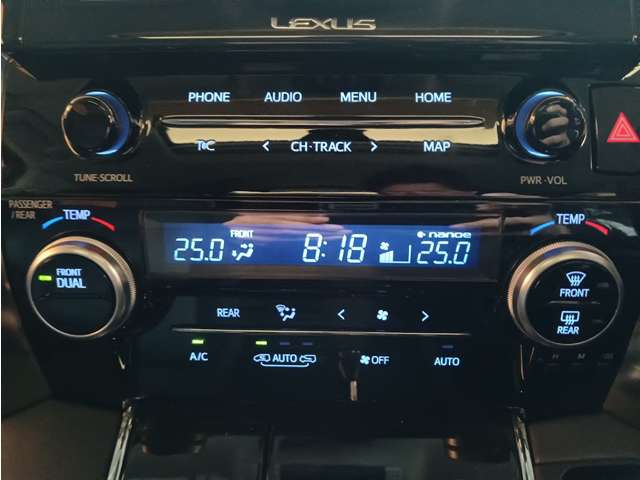 LEXUS
PHONE AUDIO MENU HOME
T&C < CH·TRACK > MAP
TUNE·SCROLL
PWR·VOL
PASSENGER
/REAR
TEMP
TEMP
FRONT
nanoe
25.0
8:18
25.0
FRONT
DUAL
FRONT
REAR
REAR < >
A/C
AUTO
OFF
AUTO
H M